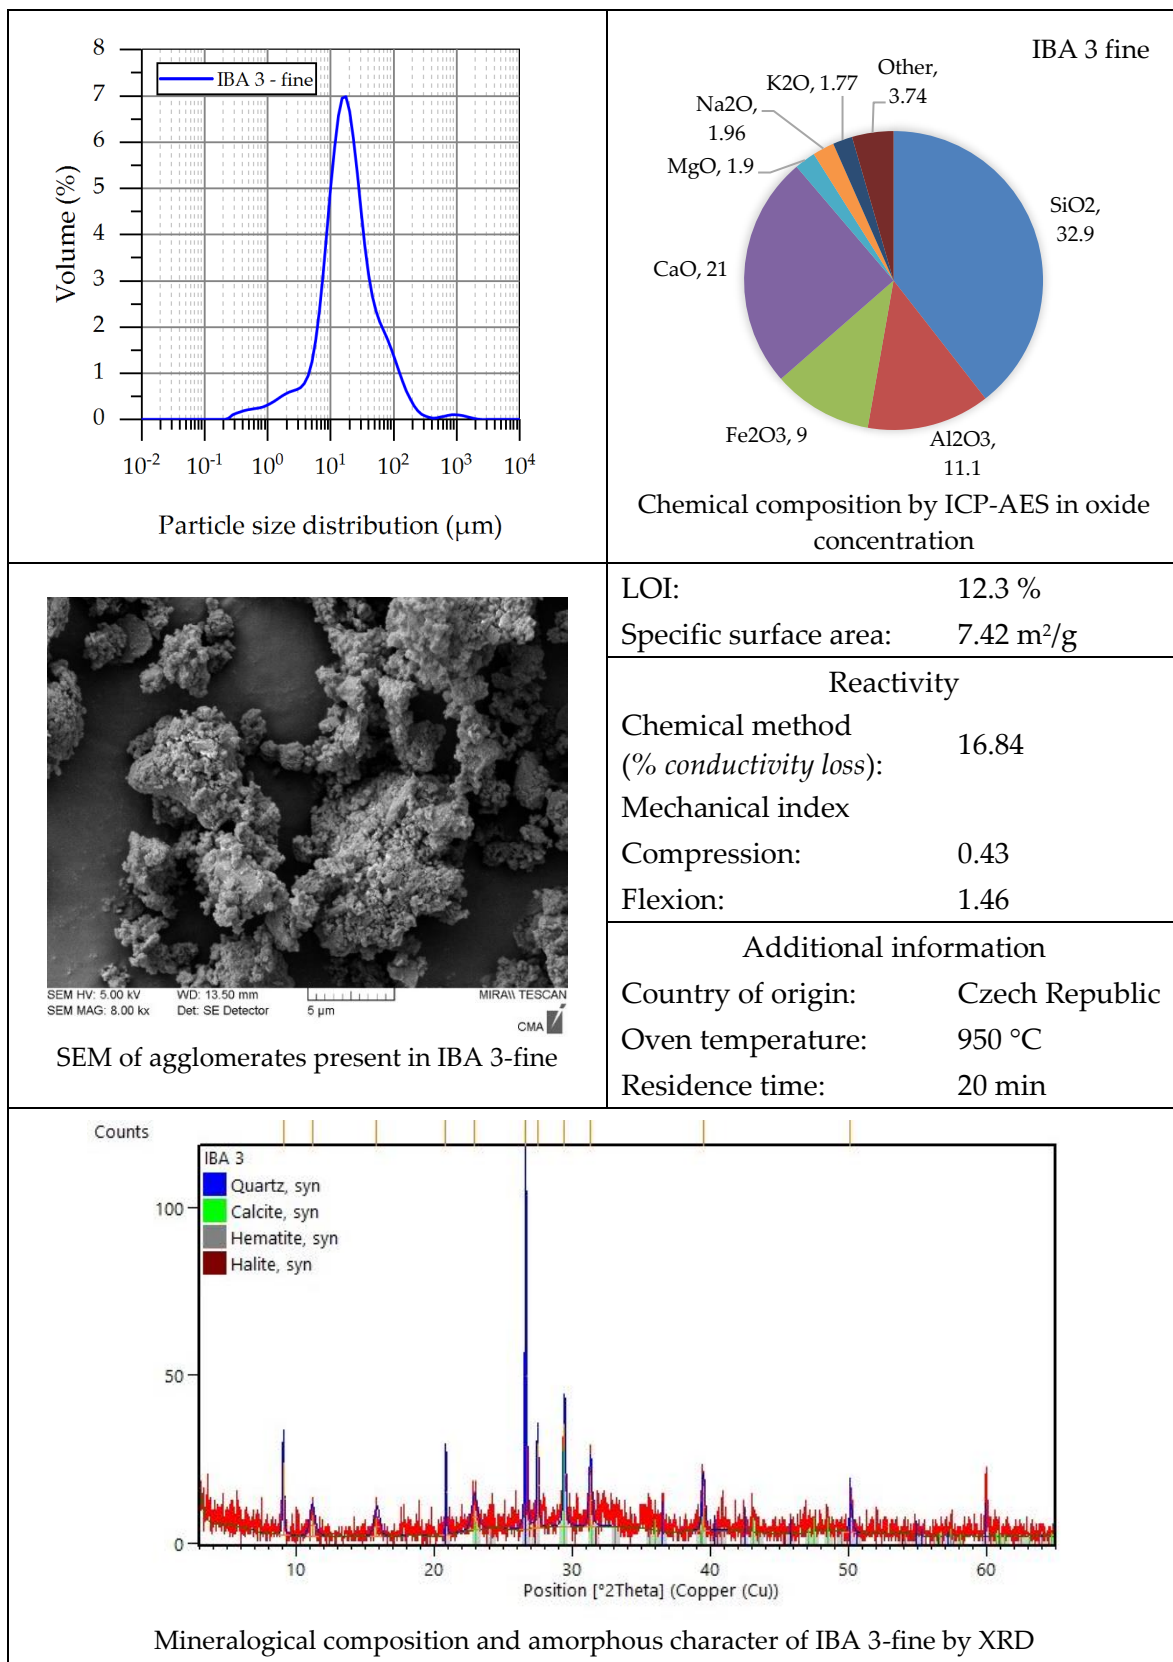 8
7
6
5
4
3
2
1
0
Volume (%)
IBA 3 - fine
10⁻² 10⁻¹ 10⁰ 10¹ 10² 10³ 10⁴
Particle size distribution (µm)
IBA 3 fine
K2O, 1.77
Other,
3.74
Na2O,
1.96
MgO, 1.9
SiO2,
32.9
CaO, 21
Fe2O3, 9
Al2O3,
11.1
Chemical composition by ICP-AES in oxide
concentration
SEM HV: 5.00 kV WD: 13.50 mm MIRA\\ TESCAN
SEM MAG: 8.00 kx Det: SE Detector 5 µm
CMA
SEM of agglomerates present in IBA 3-fine
LOI: 12.3 %
Specific surface area: 7.42 m²/g
Reactivity
Chemical method
(% conductivity loss): 16.84
Mechanical index
Compression: 0.43
Flexion: 1.46
Additional information
Country of origin: Czech Republic
Oven temperature: 950 °C
Residence time: 20 min
Counts
IBA 3
Quartz, syn
Calcite, syn
Hematite, syn
Halite, syn
100
50
0
10 20 30 40 50 60
Position [°2Theta] (Copper (Cu))
Mineralogical composition and amorphous character of IBA 3-fine by XRD